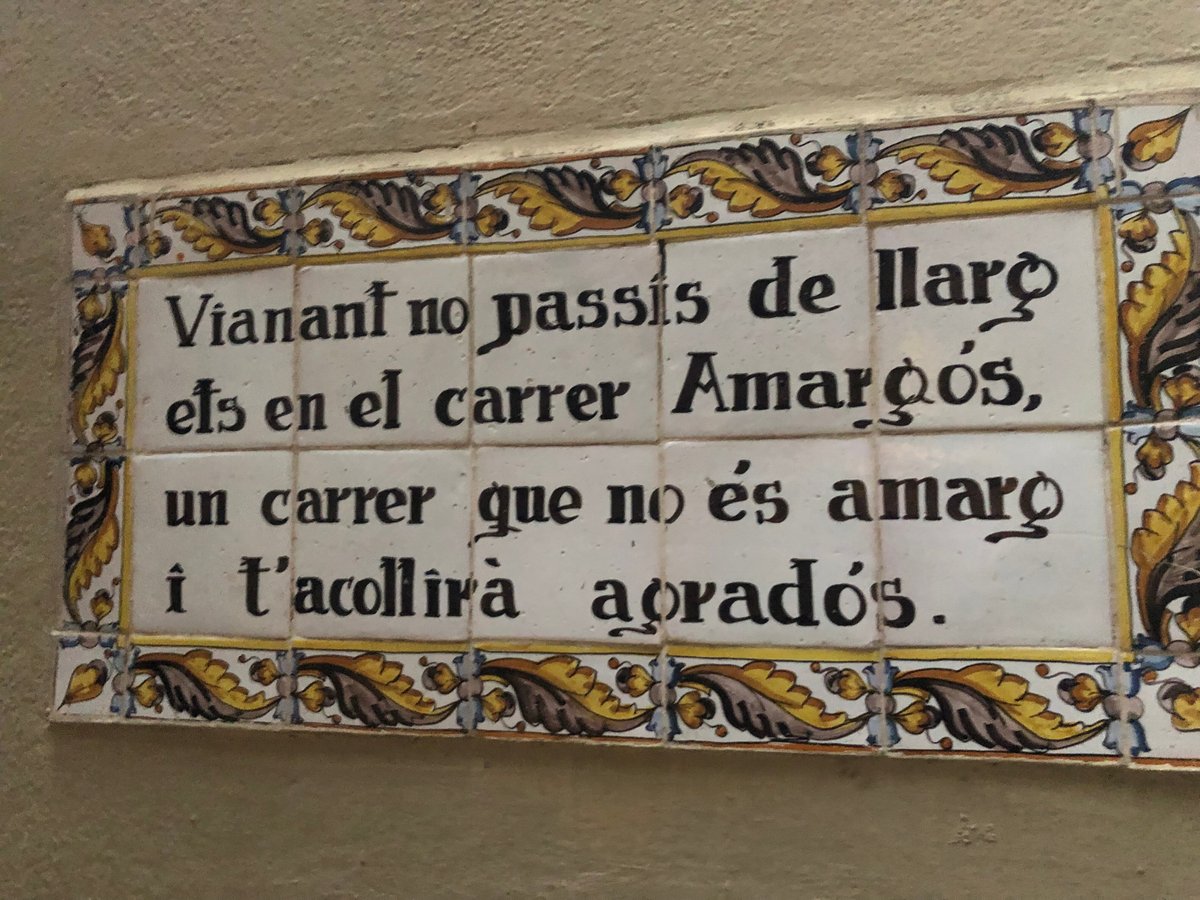 Vianant no passis de llarg
ets en el carrer Amargós,
un carrer que no és amarg
i t'acollirà agradós.